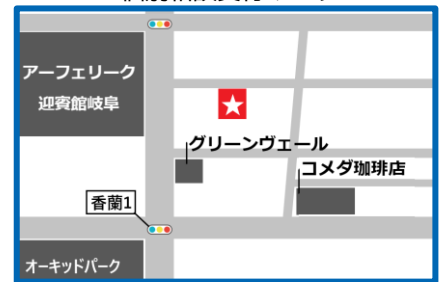 アーフェリーク
迎賓館岐阜
グリーンヴェール
コメダ珈琲店
香蘭1
オーキッドパーク